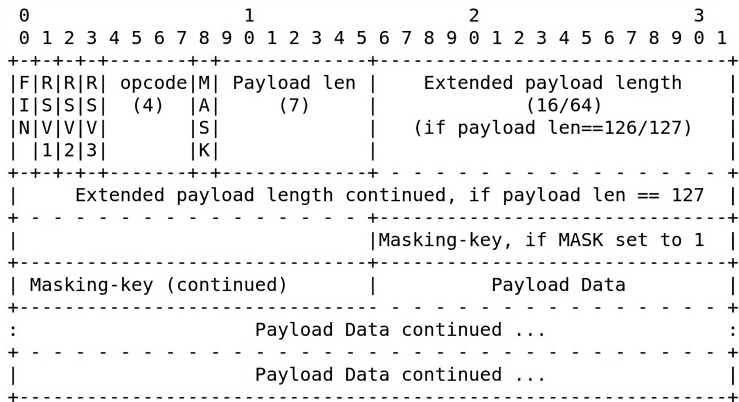 0                   1                   2                   3
 0 1 2 3 4 5 6 7 8 9 0 1 2 3 4 5 6 7 8 9 0 1 2 3 4 5 6 7 8 9 0 1
+-+-+-+-+-------+-+-------------+-------------------------------+
|F|R|R|R| opcode|M| Payload len |    Extended payload length    |
|I|S|S|S|  (4)  |A|     (7)     |             (16/64)           |
|N|V|V|V|       |S|             |   (if payload len==126/127)   |
| |1|2|3|       |K|             |                               |
+-+-+-+-+-------+-+-------------+ - - - - - - - - - - - - - - - +
|     Extended payload length continued, if payload len == 127  |
+ - - - - - - - - - - - - - - - +-------------------------------+
|                               |Masking-key, if MASK set to 1  |
+-------------------------------+-------------------------------+
| Masking-key (continued)       |          Payload Data         |
+-------------------------------- - - - - - - - - - - - - - - - +
:                     Payload Data continued ...                :
+ - - - - - - - - - - - - - - - - - - - - - - - - - - - - - - - +
|                     Payload Data continued ...                |
+---------------------------------------------------------------+